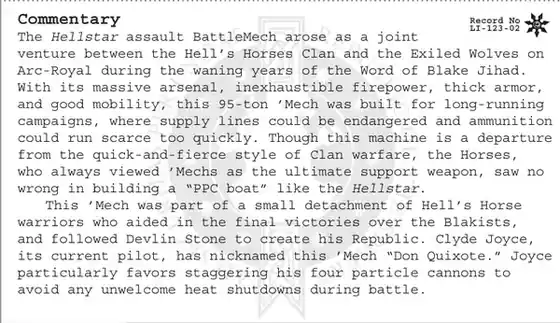 Commentary
Record No
LI-123-02
The Hellstar assault BattleMech arose as a joint
venture between the Hell's Horses Clan and the Exiled Wolves on
Arc-Royal during the waning years of the Word of Blake Jihad.
With its massive arsenal, inexhaustible firepower, thick armor,
and good mobility, this 95-ton 'Mech was built for long-running
campaigns, where supply lines could be endangered and ammunition
could run scarce too quickly. Though this machine is a departure
from the quick-and-fierce style of Clan warfare, the Horses,
who always viewed 'Mechs as the ultimate support weapon, saw no
wrong in building a "PPC boat" like the Hellstar.
This 'Mech was part of a small detachment of Hell's Horse
warriors who aided in the final victories over the Blakists,
and followed Devlin Stone to create his Republic. Clyde Joyce,
its current pilot, has nicknamed this 'Mech "Don Quixote." Joyce
particularly favors staggering his four particle cannons to
avoid any unwelcome heat shutdowns during battle.